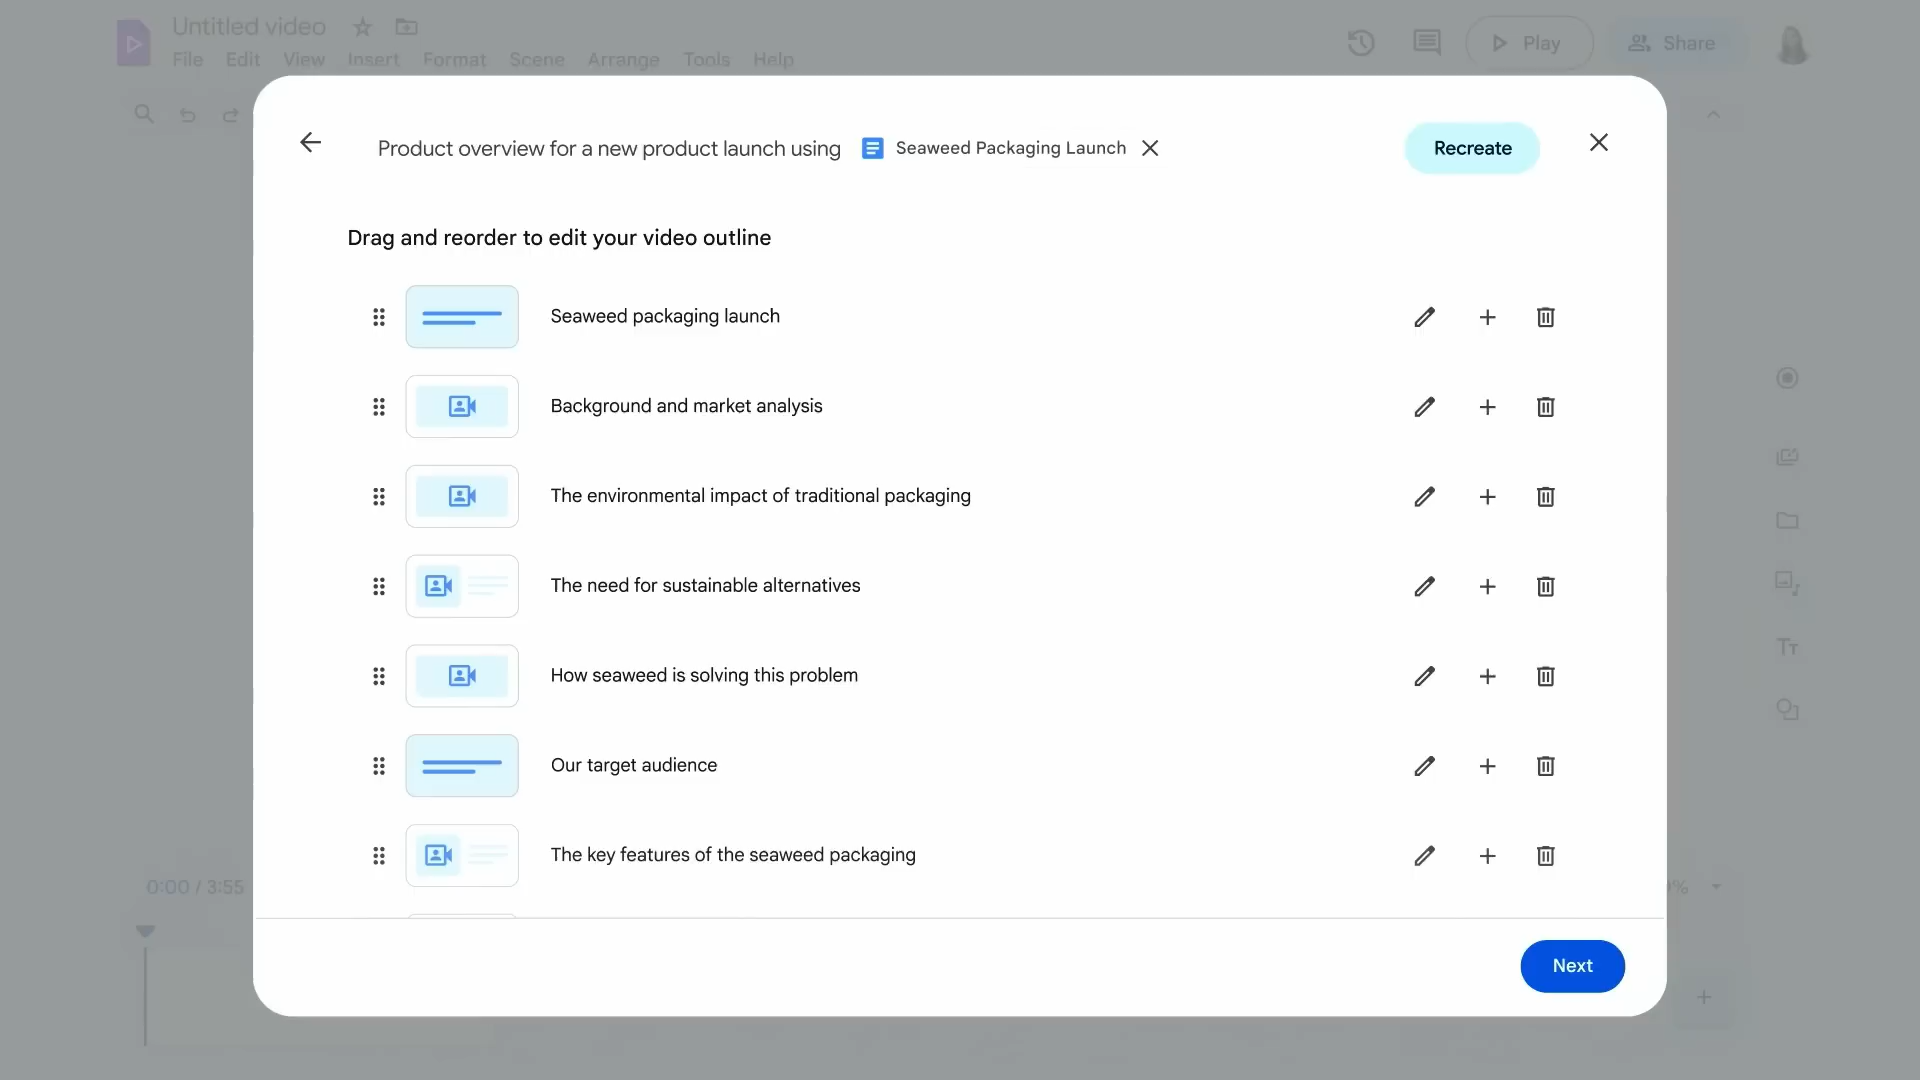 Untitled video
File Edit View Insert Format Scene Arrange Tools Help
Play
Share
Product overview for a new product launch using Seaweed Packaging Launch
Recreate
Drag and reorder to edit your video outline
Seaweed packaging launch
Background and market analysis
The environmental impact of traditional packaging
The need for sustainable alternatives
How seaweed is solving this problem
Our target audience
The key features of the seaweed packaging
0:00 / 3:55
Next